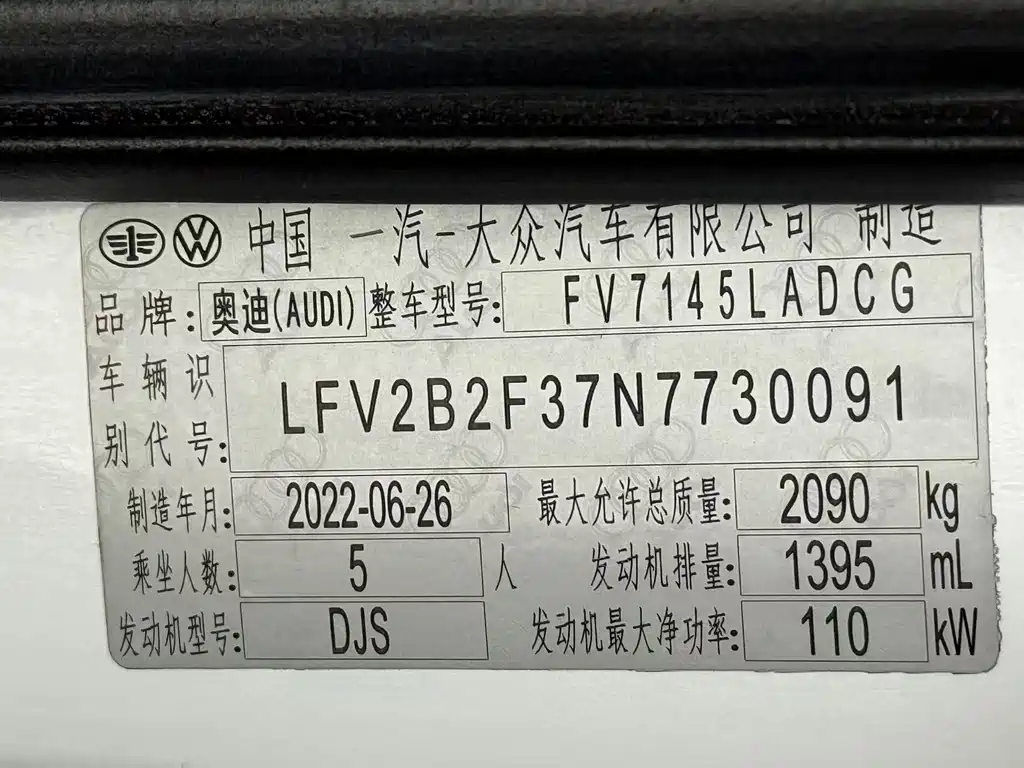 中国 一汽-大众汽车有限公司 制造
品牌: 奥迪(AUDI) 整车型号: FV7145LADCG
车辆识
别代号: LFV2B2F37N7730091
制造年月: 2022-06-26 最大允许总质量: 2090 kg
乘坐人数: 5 人 发动机排量: 1395 mL
发动机型号: DJS 发动机最大净功率: 110 kW